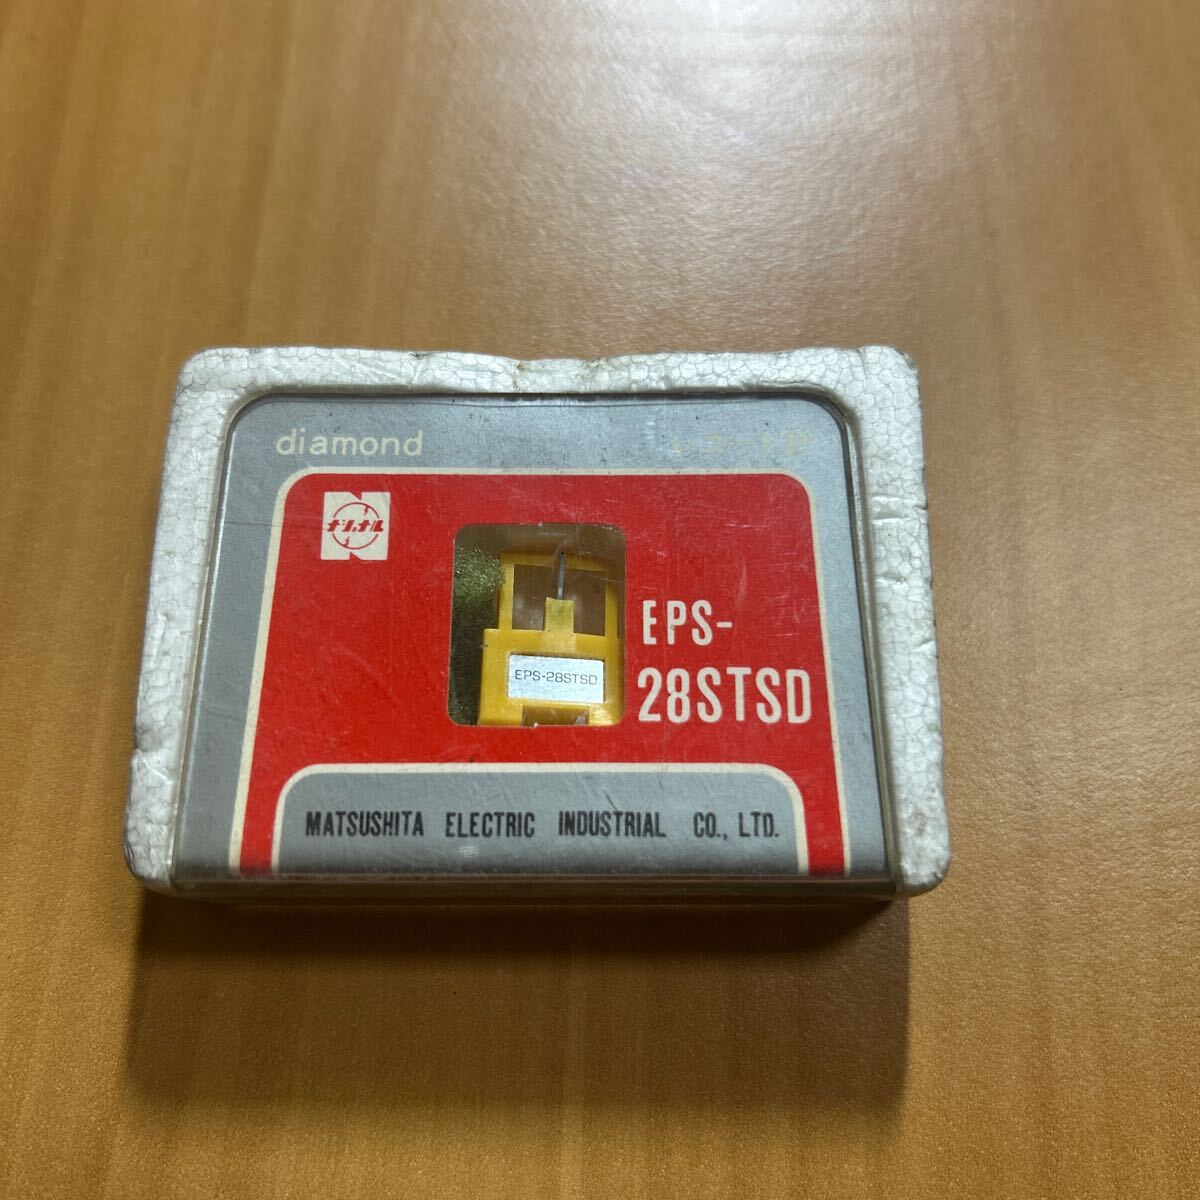 diamond
レコード針
ナショナル
EPS-
28STSD
EPS-28STSD
MATSUSHITA ELECTRIC INDUSTRIAL CO., LTD.